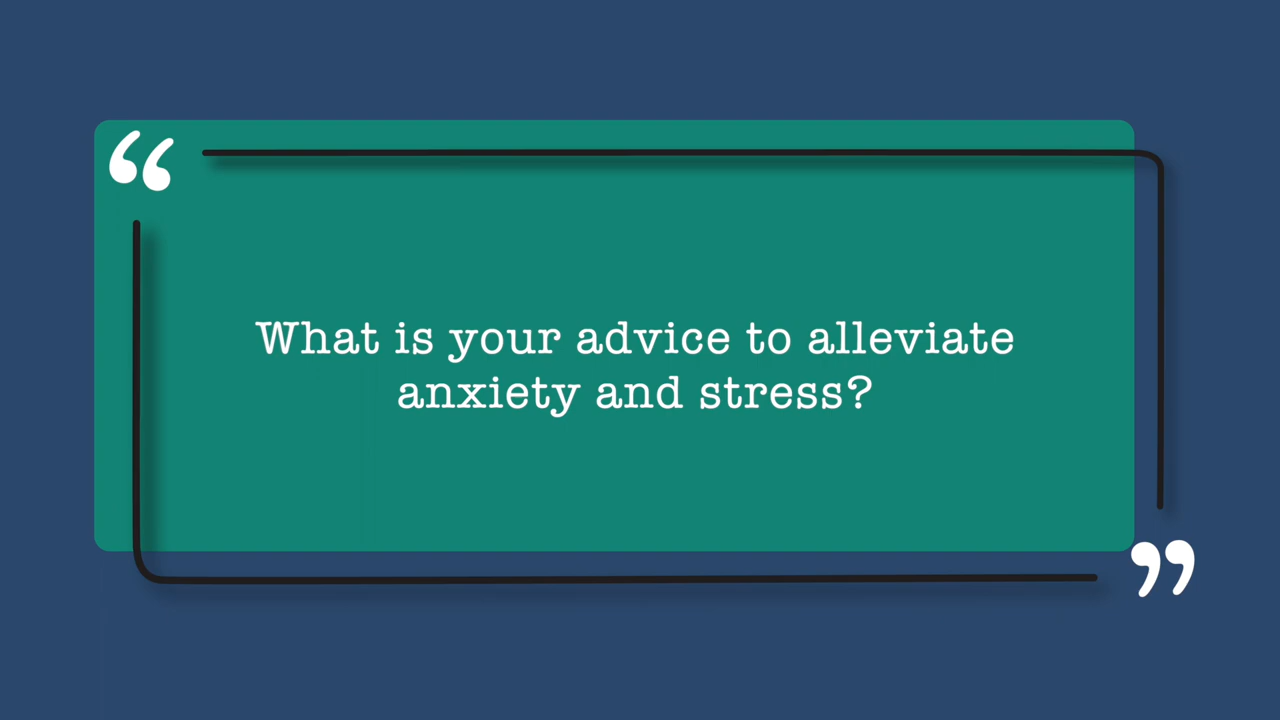 “
What is your advice to alleviate
anxiety and stress?
”